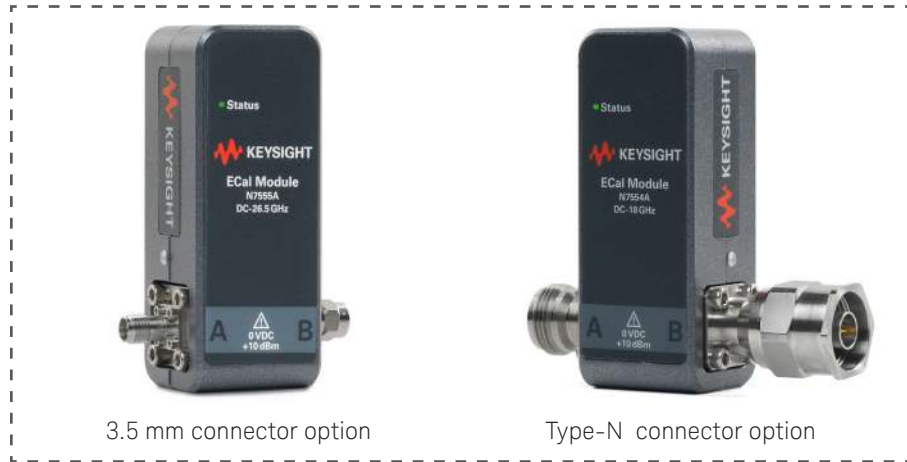 Status
KEYSIGHT
KEYSIGHT
ECal Module
N7555A
DC-26.5 GHz
A
B
0 VDC
+10 dBm
3.5 mm connector option
Status
KEYSIGHT
KEYSIGHT
ECal Module
N7554A
DC-18 GHz
A
B
0 VDC
+10 dBm
Type-N connector option